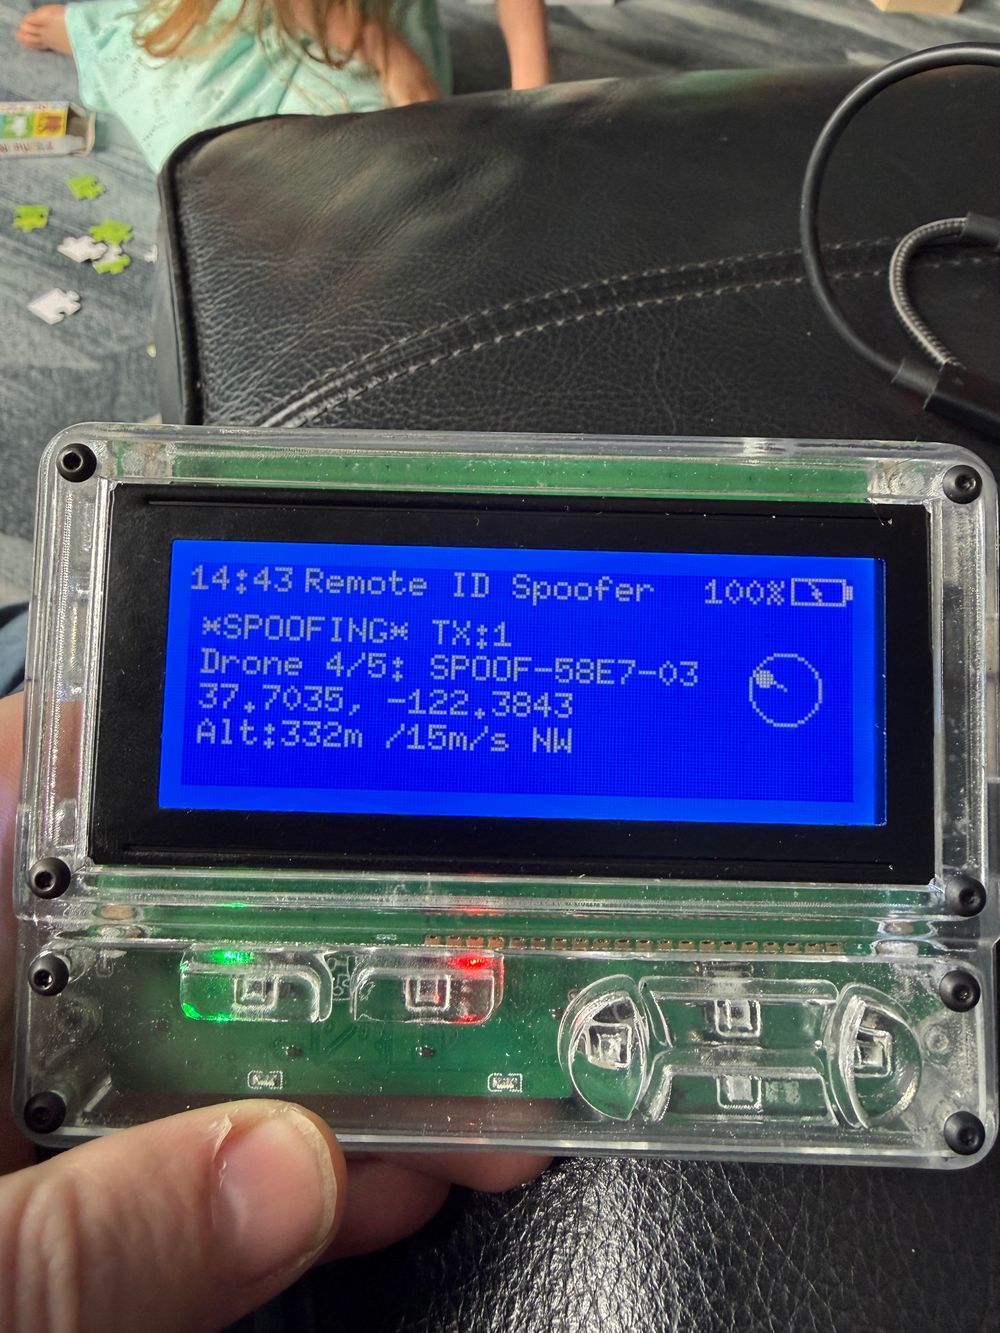 14:43 Remote ID Spoofer 100%
*SPOOFING* TX:1
Drone 4/5: SPOOF-58E7-03
37.7035, -122.3843
Alt:332m /15m/s NW